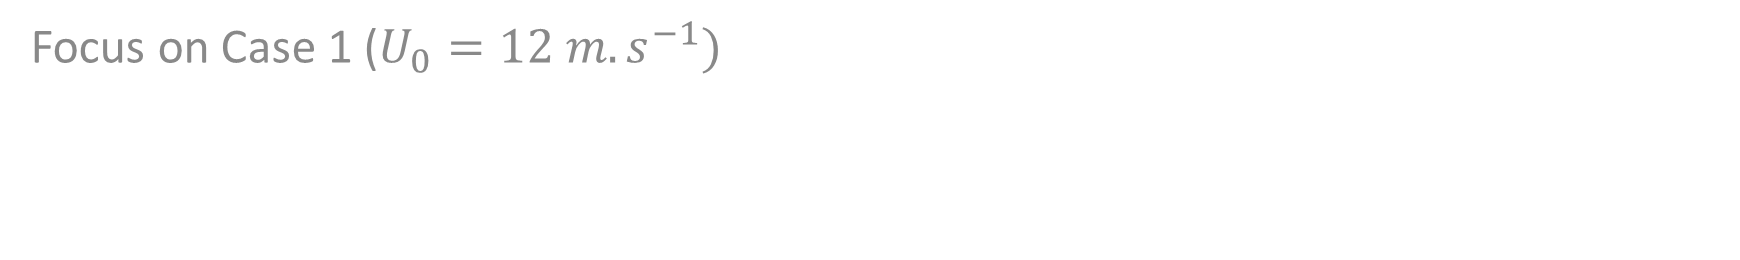 Focus on Case 1 (𝑈₀ = 12 𝑚. 𝑠⁻¹)